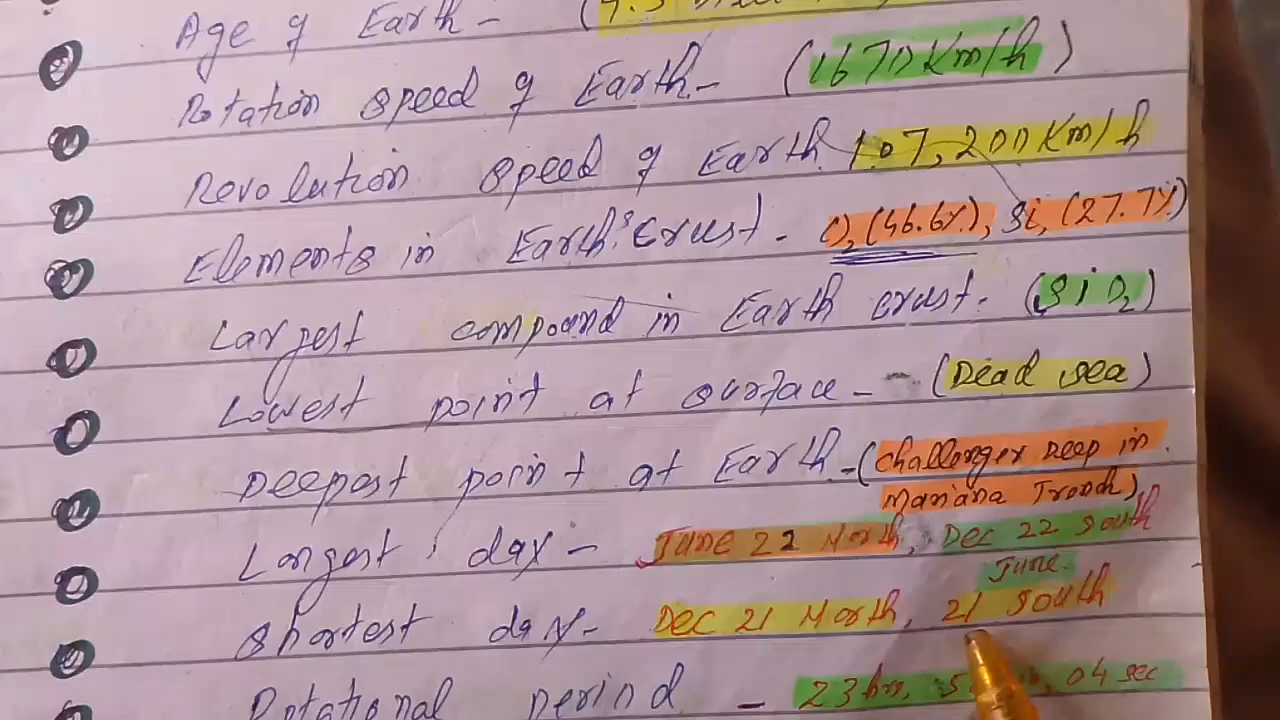 Age of Earth -
Rotation speed of Earth - (1670 Km/h)
Revolution speed of Earth 107,200 Km/h
Elements in Earth's Crust - O2 (46.6%), Si, (27.7%)
Largest compound in Earth crust. (SiO2)
Lowest point at surface - (Dead sea)
Deepest point at Earth - (challenger Deep in
Mariana Trench)
Longest day - June 22 North, Dec 22 south
June
Shortest day - Dec 21 North, 21 south
Rotational period - 23 hrs, 04 sec